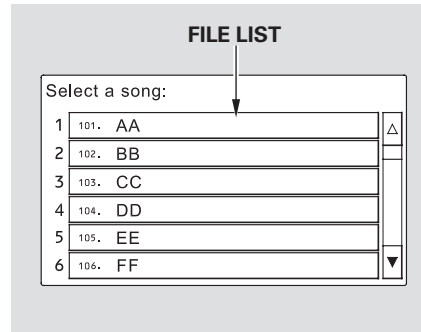 FILE LIST
Select a song:
1 101. AA
2 102. BB
3 103. CC
4 104. DD
5 105. EE
6 106. FF